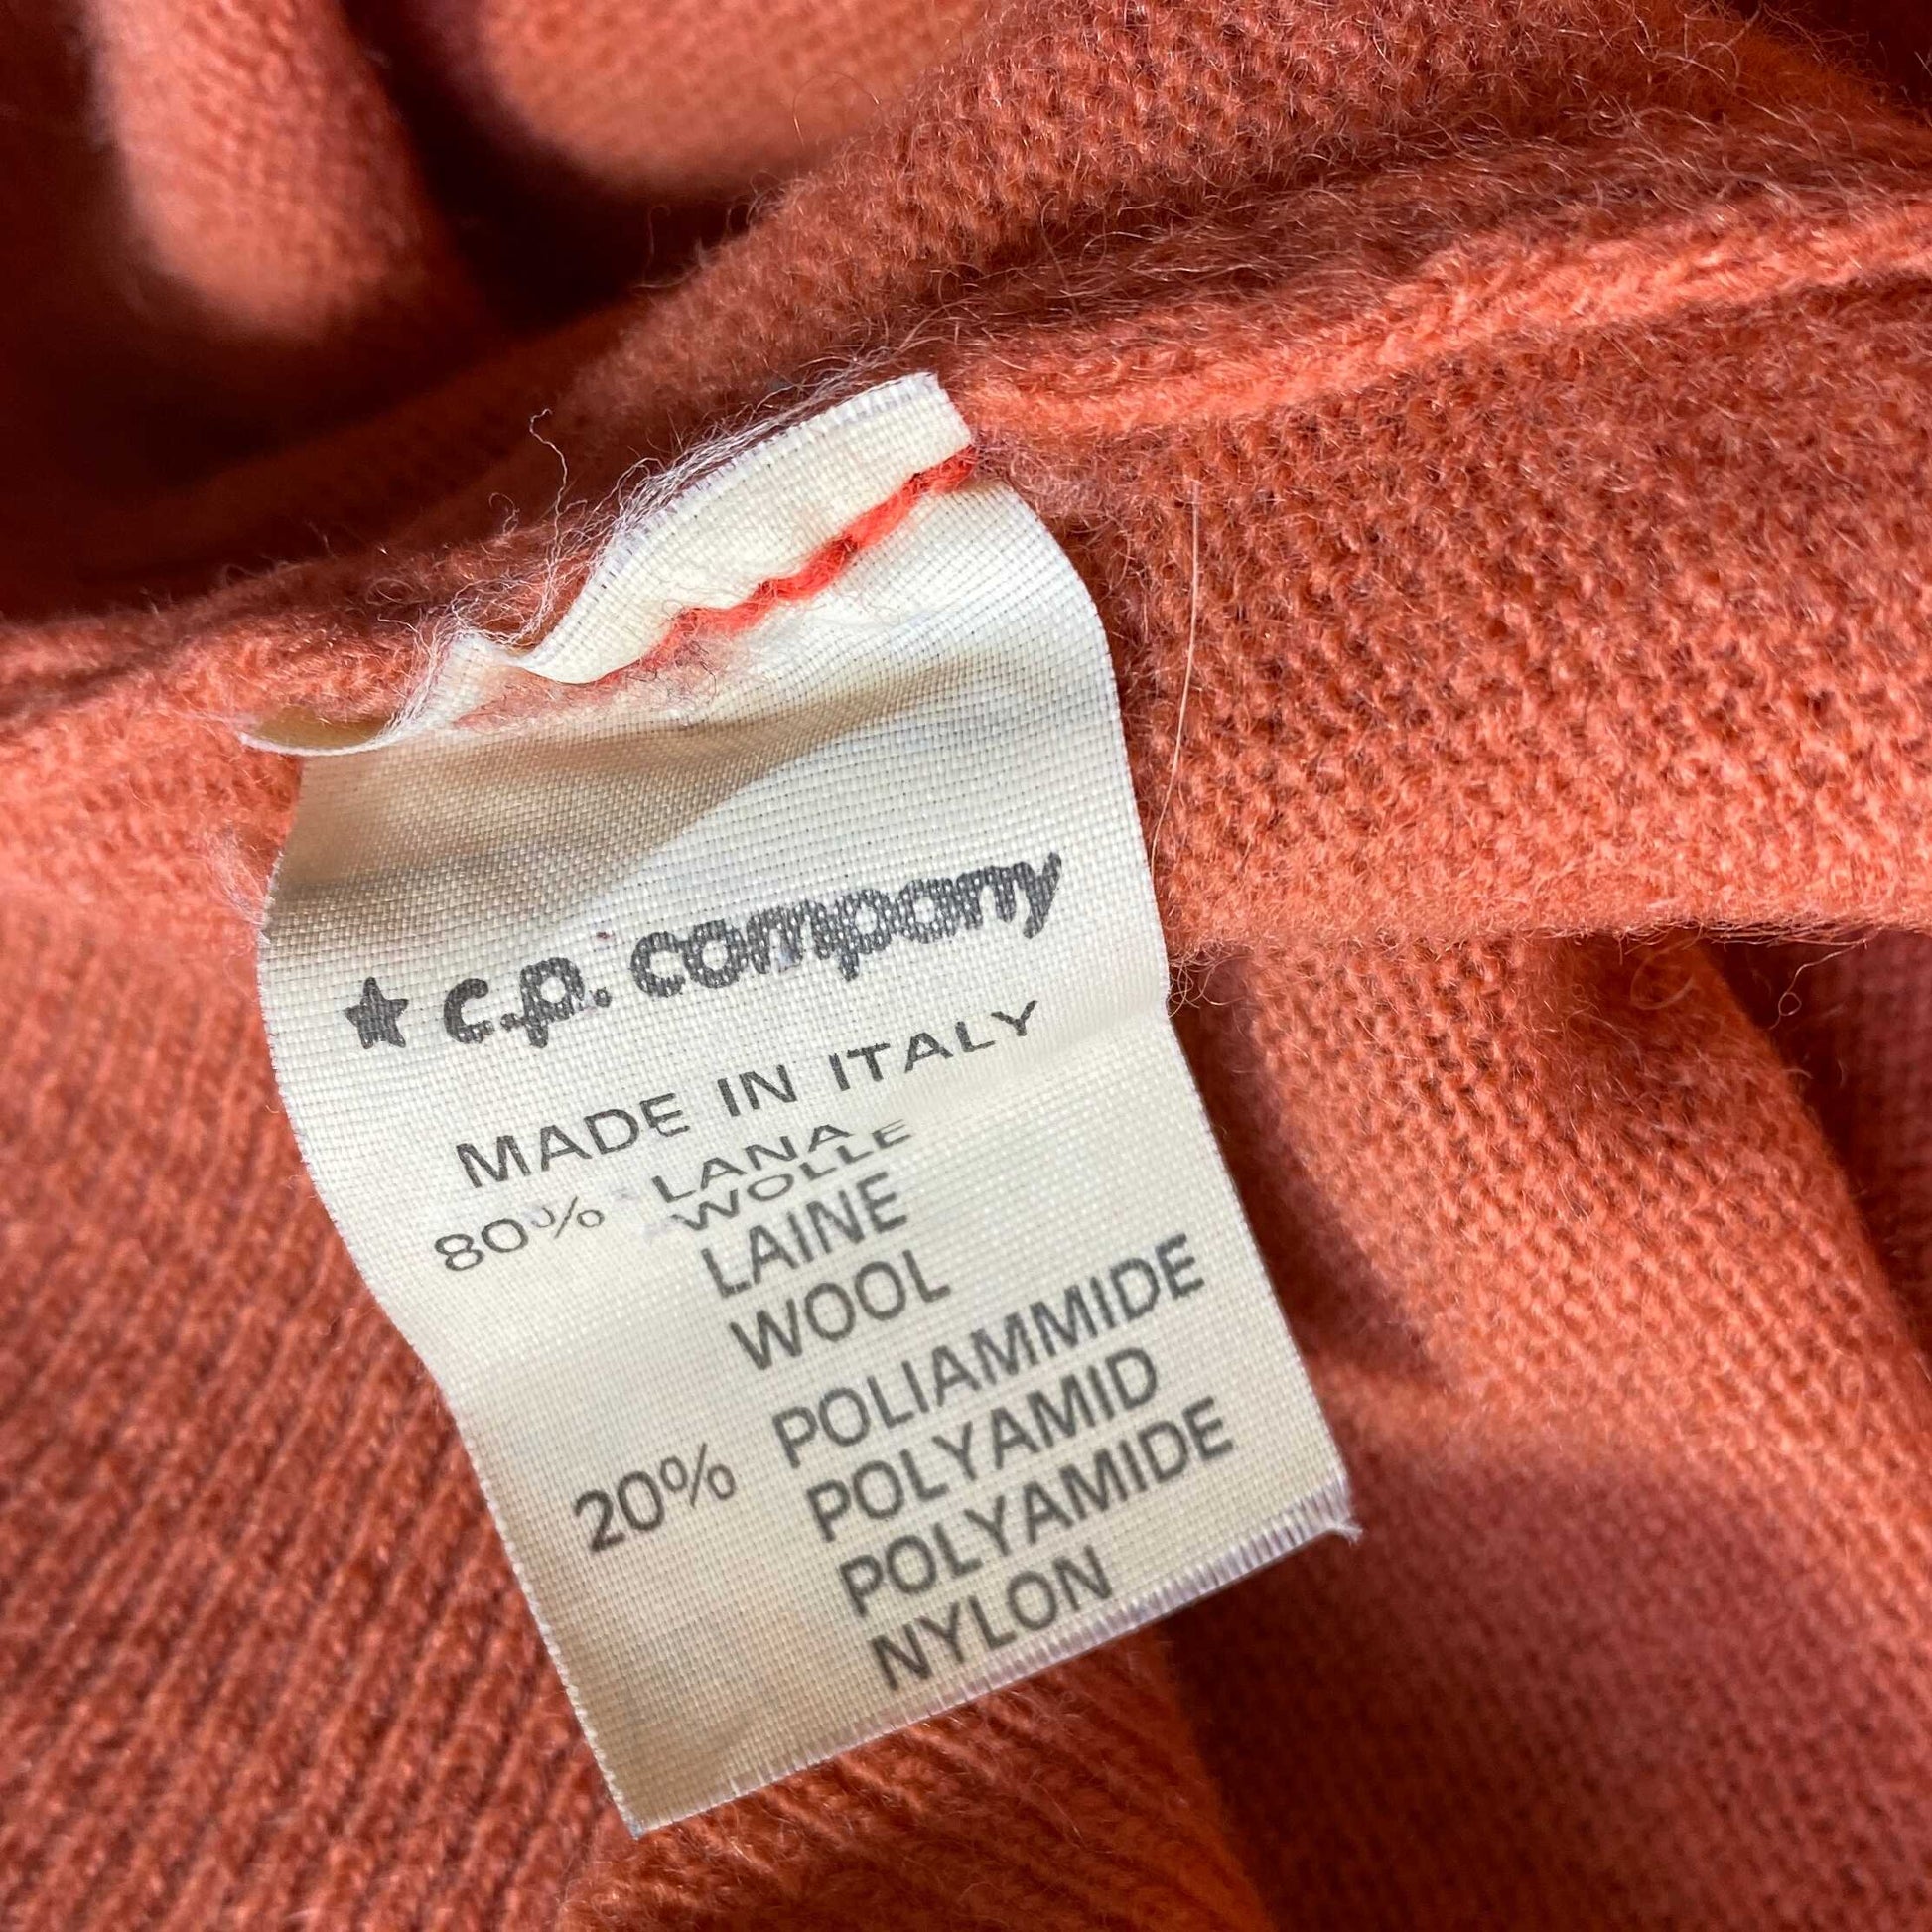 ★ c.p. company
MADE IN ITALY
80% LANA
WOLLE
LAINE
WOOL
POLIAMMIDE
20% POLYAMID
POLYAMIDE
NYLON